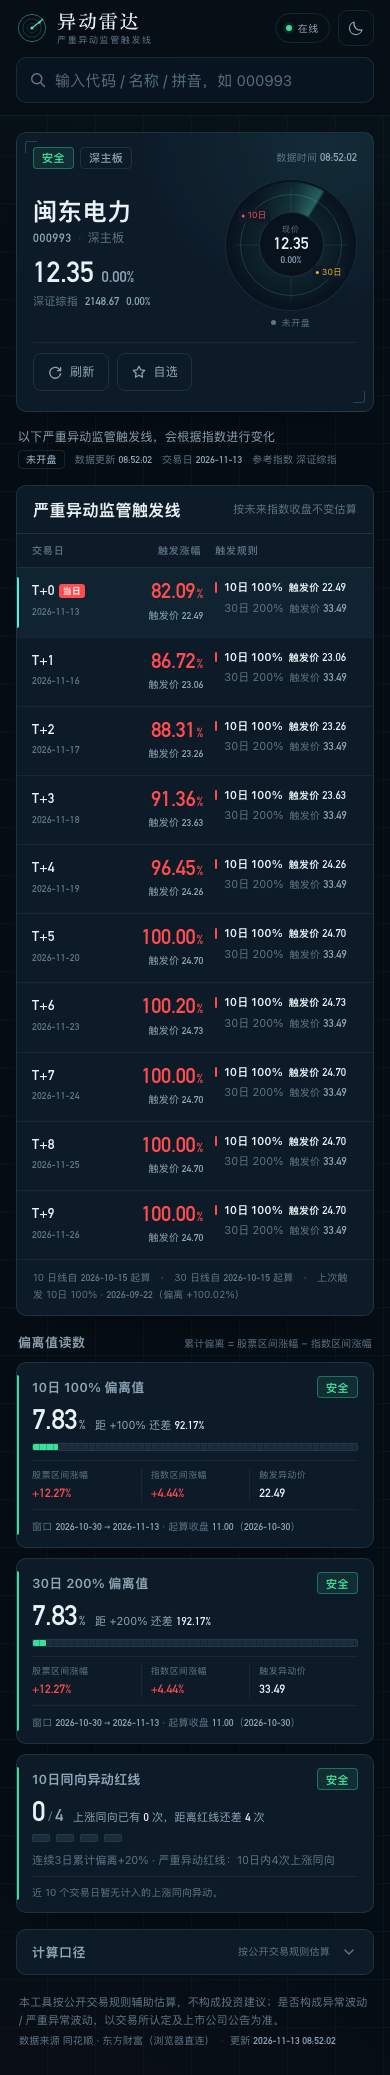 异动雷达
严重异动监管触发线
在线
输入代码 / 名称 / 拼音，如 000993
安全 深主板 数据时间 08:52:02
闽东电力
000993 · 深主板
12.35 0.00%
深证综指 2148.67 0.00%
10日
现价
12.35
0.00%
30日
未开盘
刷新 自选
以下严重异动监管触发线，会根据指数进行变化
未开盘 数据更新 08:52:02 交易日 2026-11-13 参考指数 深证综指
严重异动监管触发线 按未来指数收盘不变估算
交易日 触发涨幅 触发规则
T+0 当日 82.09% 10日 100% 触发价 22.49
2026-11-13 触发价 22.49 30日 200% 触发价 33.49
T+1 86.72% 10日 100% 触发价 23.06
2026-11-16 触发价 23.06 30日 200% 触发价 33.49
T+2 88.31% 10日 100% 触发价 23.26
2026-11-17 触发价 23.26 30日 200% 触发价 33.49
T+3 91.36% 10日 100% 触发价 23.63
2026-11-18 触发价 23.63 30日 200% 触发价 33.49
T+4 96.45% 10日 100% 触发价 24.26
2026-11-19 触发价 24.26 30日 200% 触发价 33.49
T+5 100.00% 10日 100% 触发价 24.70
2026-11-20 触发价 24.70 30日 200% 触发价 33.49
T+6 100.20% 10日 100% 触发价 24.73
2026-11-23 触发价 24.73 30日 200% 触发价 33.49
T+7 100.00% 10日 100% 触发价 24.70
2026-11-24 触发价 24.70 30日 200% 触发价 33.49
T+8 100.00% 10日 100% 触发价 24.70
2026-11-25 触发价 24.70 30日 200% 触发价 33.49
T+9 100.00% 10日 100% 触发价 24.70
2026-11-26 触发价 24.70 30日 200% 触发价 33.49
10 日线自 2026-10-15 起算 · 30 日线自 2026-10-15 起算 · 上次触
发 10日 100% · 2026-09-22（偏离 +100.02%）
偏离值读数 累计偏离 = 股票区间涨幅 − 指数区间涨幅
10日 100% 偏离值 安全
7.83% 距 +100% 还差 92.17%
股票区间涨幅 指数区间涨幅 触发异动价
+12.27% +4.44% 22.49
窗口 2026-10-30 → 2026-11-13 · 起算收盘 11.00（2026-10-30）
30日 200% 偏离值 安全
7.83% 距 +200% 还差 192.17%
股票区间涨幅 指数区间涨幅 触发异动价
+12.27% +4.44% 33.49
窗口 2026-10-30 → 2026-11-13 · 起算收盘 11.00（2026-10-30）
10日同向异动红线 安全
0 / 4 上涨同向已有 0 次，距离红线还差 4 次
连续3日累计偏离+20% · 严重异动红线：10日内4次上涨同向
近 10 个交易日暂无计入的上涨同向异动。
计算口径 按公开交易规则估算
本工具按公开交易规则辅助估算，不构成投资建议；是否构成异常波动
/ 严重异常波动，以交易所认定及上市公司公告为准。
数据来源 同花顺 · 东方财富（浏览器直连） · 更新 2026-11-13 08:52:02